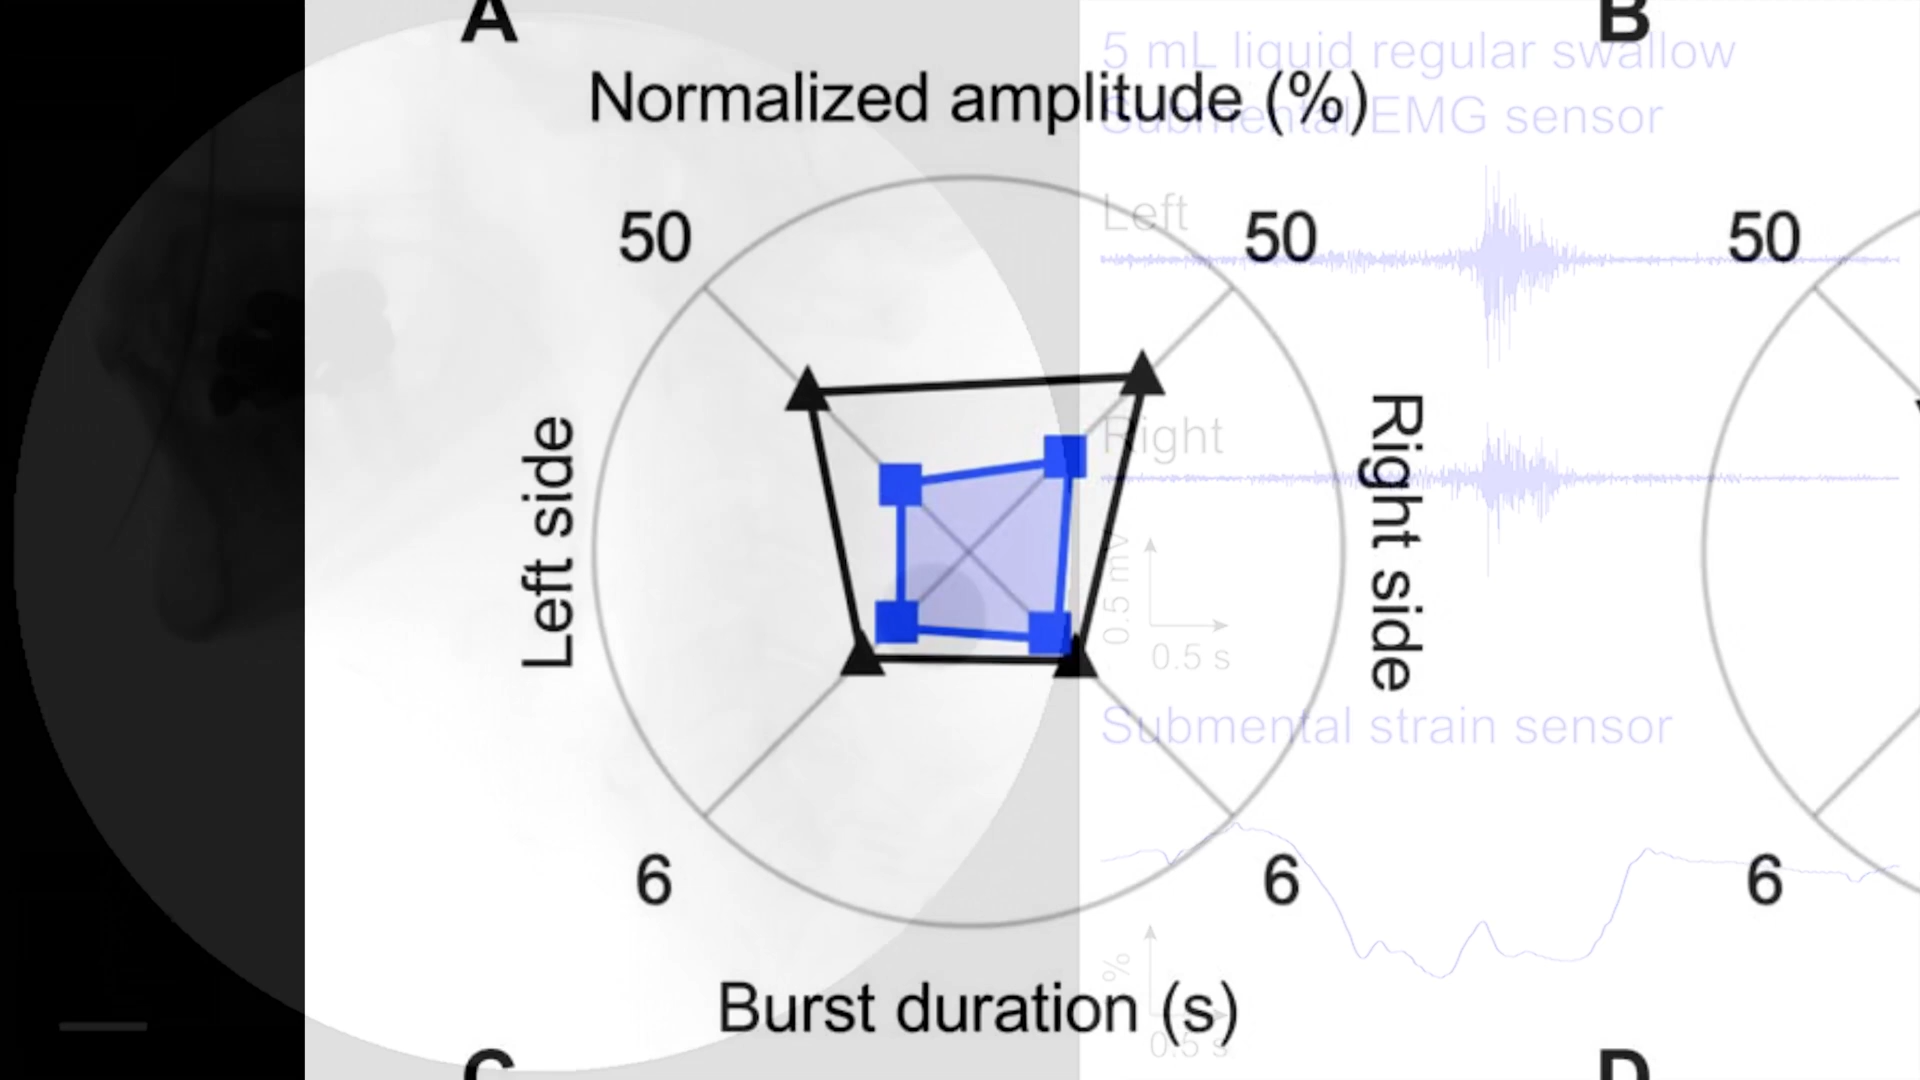 A
B
5 mL liquid regular swallow
Normalized amplitude (%)
Submental EMG sensor
50
Left
50
50
Left side
Right
Right side
0.5 mV
0.5 s
Submental strain sensor
6
6
6
%
Burst duration (s)
0.5 s
C
D